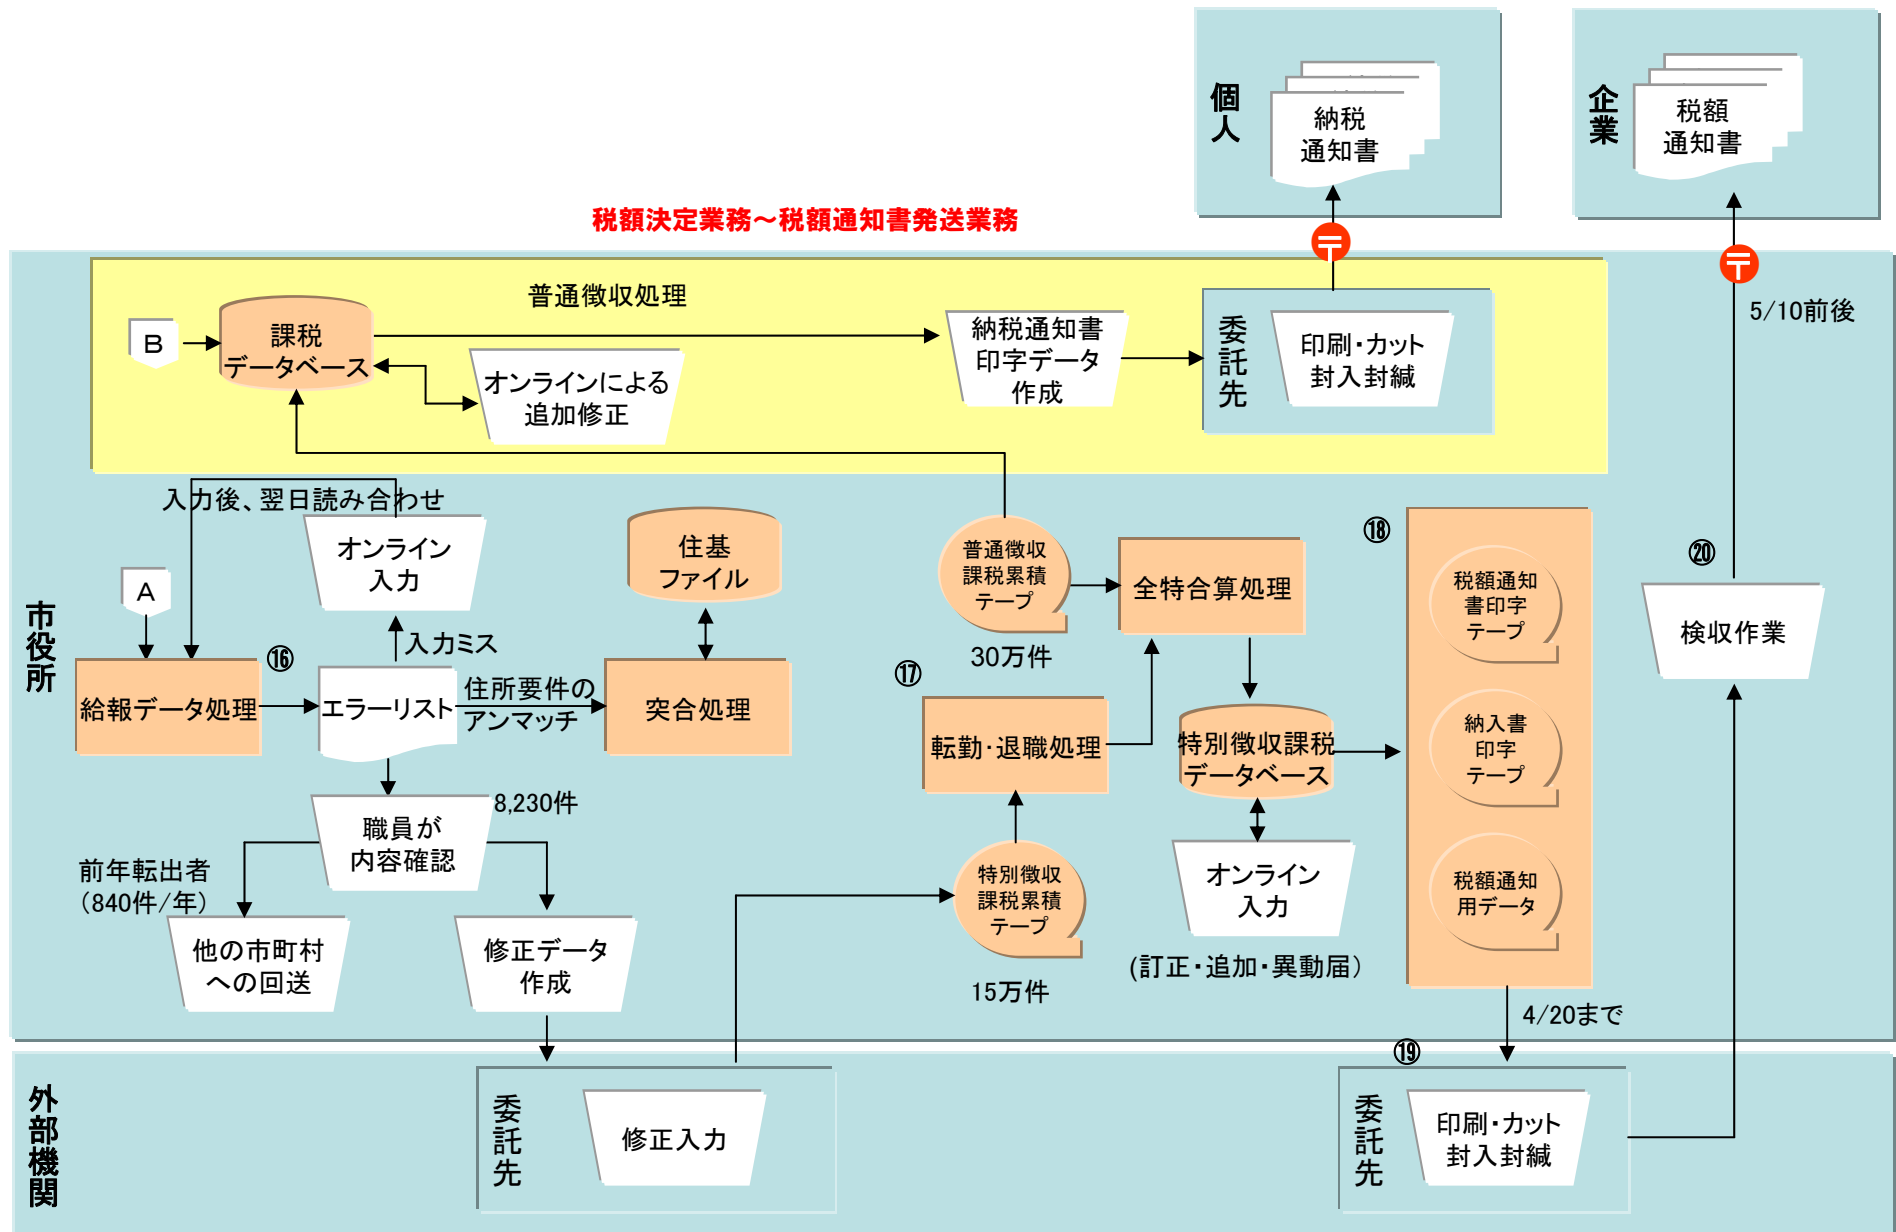 個人
納税
通知書
企業
税額
通知書
税額決定業務～税額通知書発送業務
〒
〒
5/10前後
市役所
普通徴収処理
B
課税
データベース
オンラインによる
追加修正
納税通知書
印字データ
作成
委託先
印刷・カット
封入封緘
入力後、翌日読み合わせ
オンライン
入力
住基
ファイル
A
入力ミス
⑯
給報データ処理
エラーリスト
住所要件の
アンマッチ
突合処理
8,230件
職員が
内容確認
前年転出者
（840件/年）
他の市町村
への回送
修正データ
作成
普通徴収
課税累積
テープ
30万件
全特合算処理
⑰
転勤・退職処理
特別徴収課税
データベース
特別徴収
課税累積
テープ
15万件
オンライン
入力
(訂正・追加・異動届）
⑱
税額通知
書印字
テープ
納入書
印字
テープ
税額通知
用データ
4/20まで
⑳
検収作業
外部機関
委託先
修正入力
⑲
委託先
印刷・カット
封入封緘